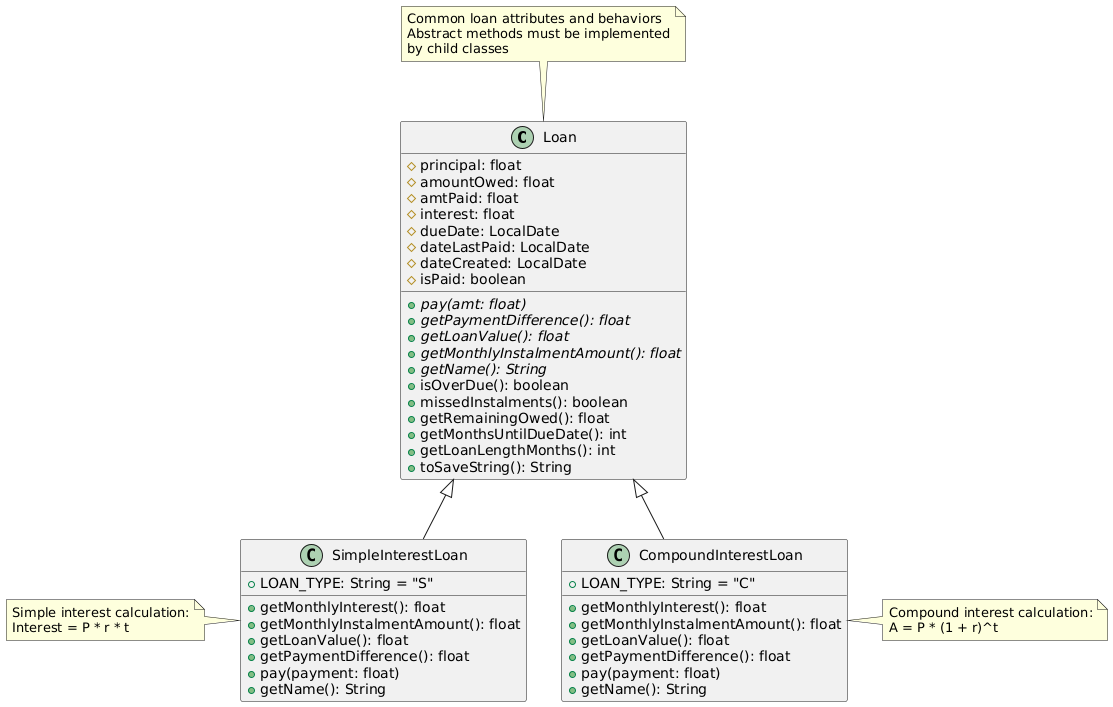 Common loan attributes and behaviors
Abstract methods must be implemented
by child classes
C Loan
principal: float
amountOwed: float
amtPaid: float
interest: float
dueDate: LocalDate
dateLastPaid: LocalDate
dateCreated: LocalDate
isPaid: boolean
pay(amt: float)
getPaymentDifference(): float
getLoanValue(): float
getMonthlyInstalmentAmount(): float
getName(): String
isOverDue(): boolean
missedInstalments(): boolean
getRemainingOwed(): float
getMonthsUntilDueDate(): int
getLoanLengthMonths(): int
toSaveString(): String
Simple interest calculation:
Interest = P * r * t
C SimpleInterestLoan
LOAN_TYPE: String = "S"
getMonthlyInterest(): float
getMonthlyInstalmentAmount(): float
getLoanValue(): float
getPaymentDifference(): float
pay(payment: float)
getName(): String
C CompoundInterestLoan
LOAN_TYPE: String = "C"
getMonthlyInterest(): float
getMonthlyInstalmentAmount(): float
getLoanValue(): float
getPaymentDifference(): float
pay(payment: float)
getName(): String
Compound interest calculation:
A = P * (1 + r)^t